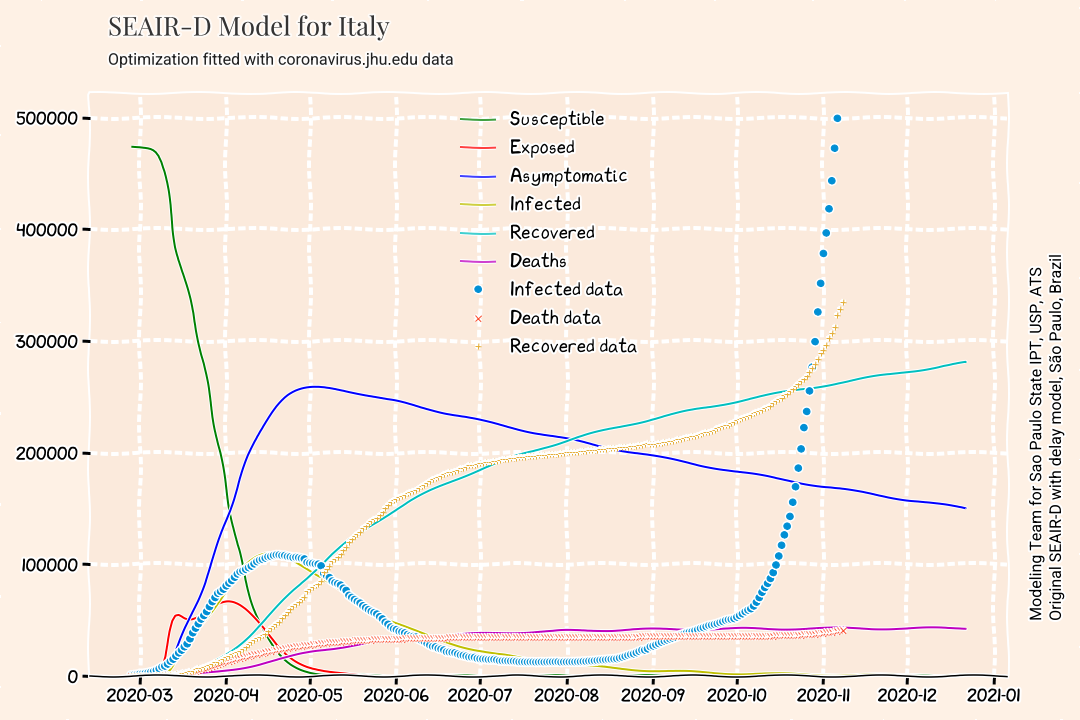 SEAIR-D Model for Italy
Optimization fitted with coronavirus.jhu.edu data
500000
400000
300000
200000
100000
0
Susceptible
Exposed
Asymptomatic
Infected
Recovered
Deaths
Infected data
Death data
Recovered data
2020-03
2020-04
2020-05
2020-06
2020-07
2020-08
2020-09
2020-10
2020-11
2020-12
2021-01
Modeling Team for Sao Paulo State IPT, USP, ATS
Original SEAIR-D with delay model, São Paulo, Brazil